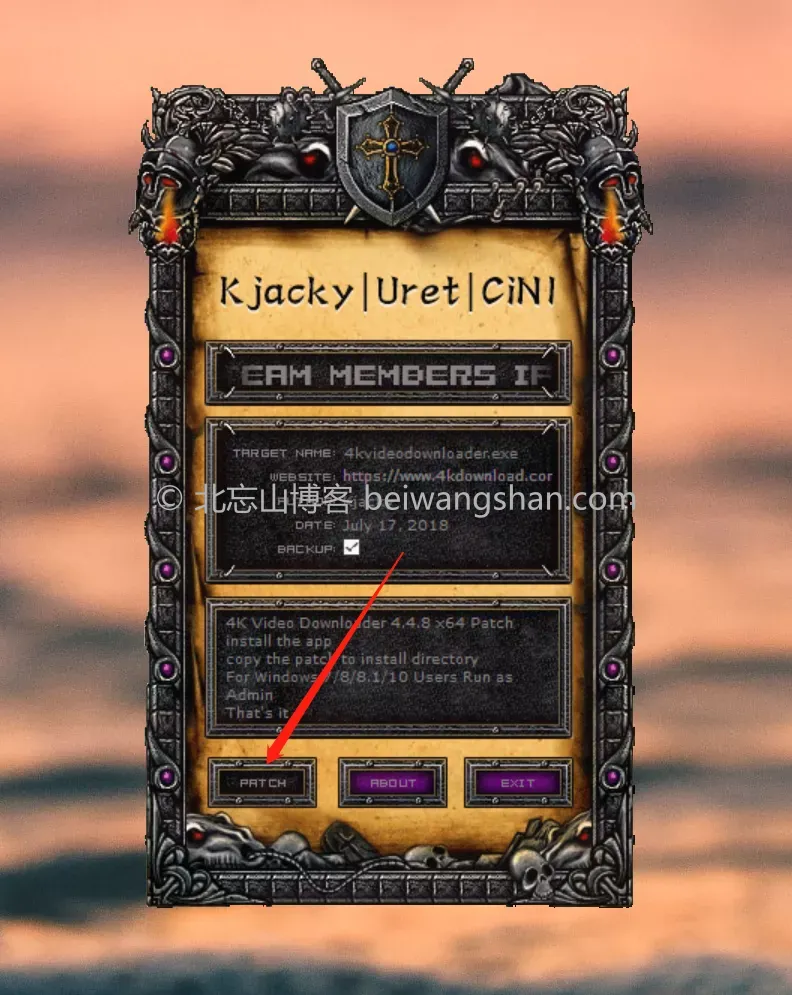 Kjacky|Uret|CiNl
EAM MEMBERS IF
TARGET NAME: 4kvideodownloader.exe
WEBSITE: https://www.4kdownload.cor
© 北忘山博客 beiwangshan.com
DATE: July 17, 2018
BACKUP:
4K Video Downloader 4.4.8 x64 Patch
install the app
copy the patch to install directory
For Windows 7/8/8.1/10 Users Run as
Admin
That's it
PATCH
ABOUT
EXIT